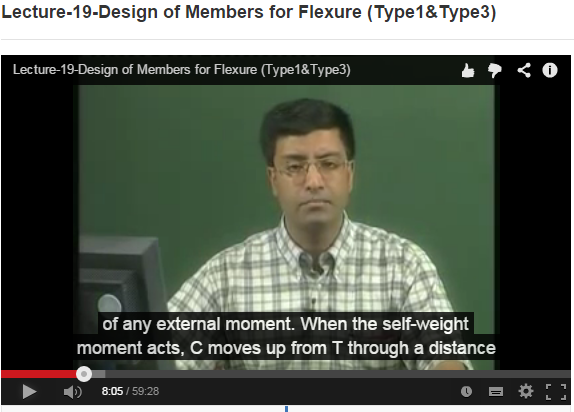 Lecture-19-Design of Members for Flexure (Type1&Type3)
Lecture-19-Design of Members for Flexure (Type1&Type3)
of any external moment. When the self-weight
moment acts, C moves up from T through a distance
8:05 / 59:28